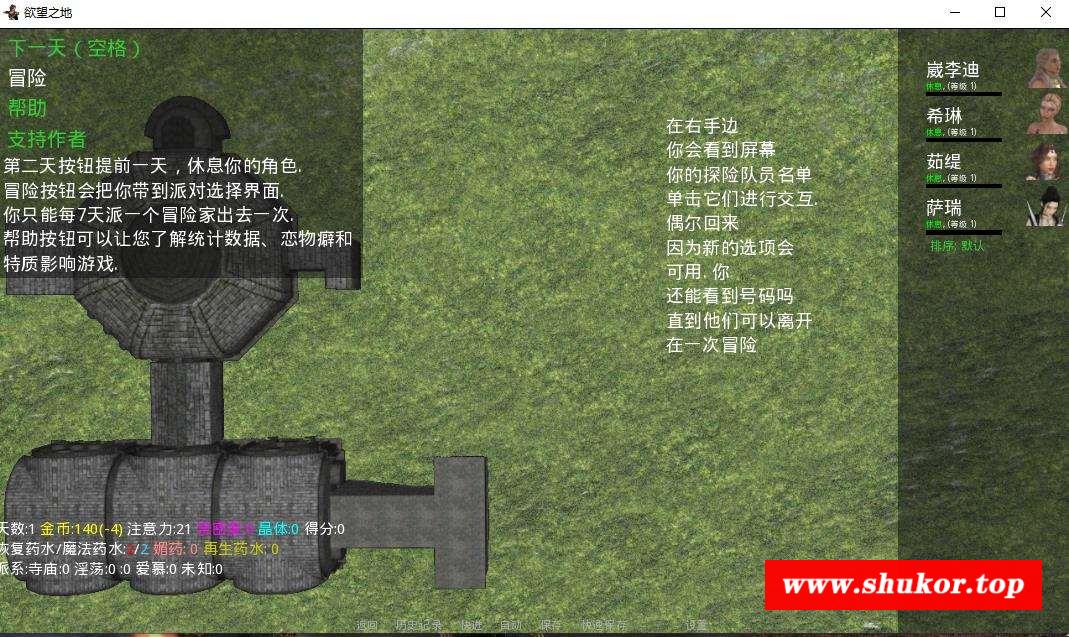 欲望之地
下一天（空格）
冒险
帮助
支持作者
第二天按钮提前一天，休息你的角色.
冒险按钮会把你带到派对选择界面.
你只能每7天派一个冒险家出去一次.
帮助按钮可以让您了解统计数据、恋物癖和
特质影响游戏.
在右手边
你会看到屏幕
你的探险队员名单
单击它们进行交互.
偶尔回来
因为新的选项会
可用. 你
还能看到号码吗
直到他们可以离开
在一次冒险
崴李迪
休息, (等级 1)
希琳
休息, (等级 1)
茹缇
休息, (等级 1)
萨瑞
休息, (等级 1)
排序: 默认
天数:1 金币:140(-4) 注意力:21 晶体:0 得分:0
恢复药水/魔法药水: /2 媚药: 0 再生药水: 0
派系:寺庙:0 淫荡:0 :0 爱慕:0 未知:0
www.shukor.top
返回 历史记录 快进 自动 保存 快速保存 设置